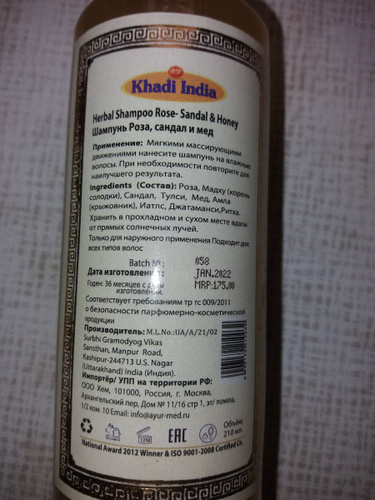 Khadi India
Herbal Shampoo Rose- Sandal & Honey
Шампунь Роза, сандал и мед
Применение: Мягкими массирующими
движениями нанесите шампунь на влажные
волосы. При необходимости повторите для
наилучшего результата.
Ingredients (Состав): Роза, Мадху (корень
солодки), Сандал, Тулси, Мед, Амла
(крыжовник), Иатлс, Джатаманси,Ритха.
Хранить в прохладном и сухом месте вдали
от прямых солнечных лучей.
Только для наружного применения Подходит для
всех типов волос
Batch №: 058
Дата изготовления: JAN.2022
Годен: 36 месяцев с даты MRP:175.00
изготовления.
Соответствует требованиям тр тс 009/2011
о безопасности парфюмерно-косметической
продукции
Производитель: M.L.No.:UA/A/21/02
Surbhi Gramodyog Vikas
Sansthan, Manpur Road,
Kashipur-244713 U.S. Nagar
(Uttarakhand) India (Индия).
Импортёр/ УПП на территории РФ:
ООО Хем, 101000, Россия, г. Москва,
Архангельский пер, Дом № 11/16 стр 1, эт/ помещ
1/2 ком. 10 Email: info@ayur-med.ru
EAC
Объём:
210 мл.
National Award 2012 Winner & ISO 9001-2008 Certified Co.